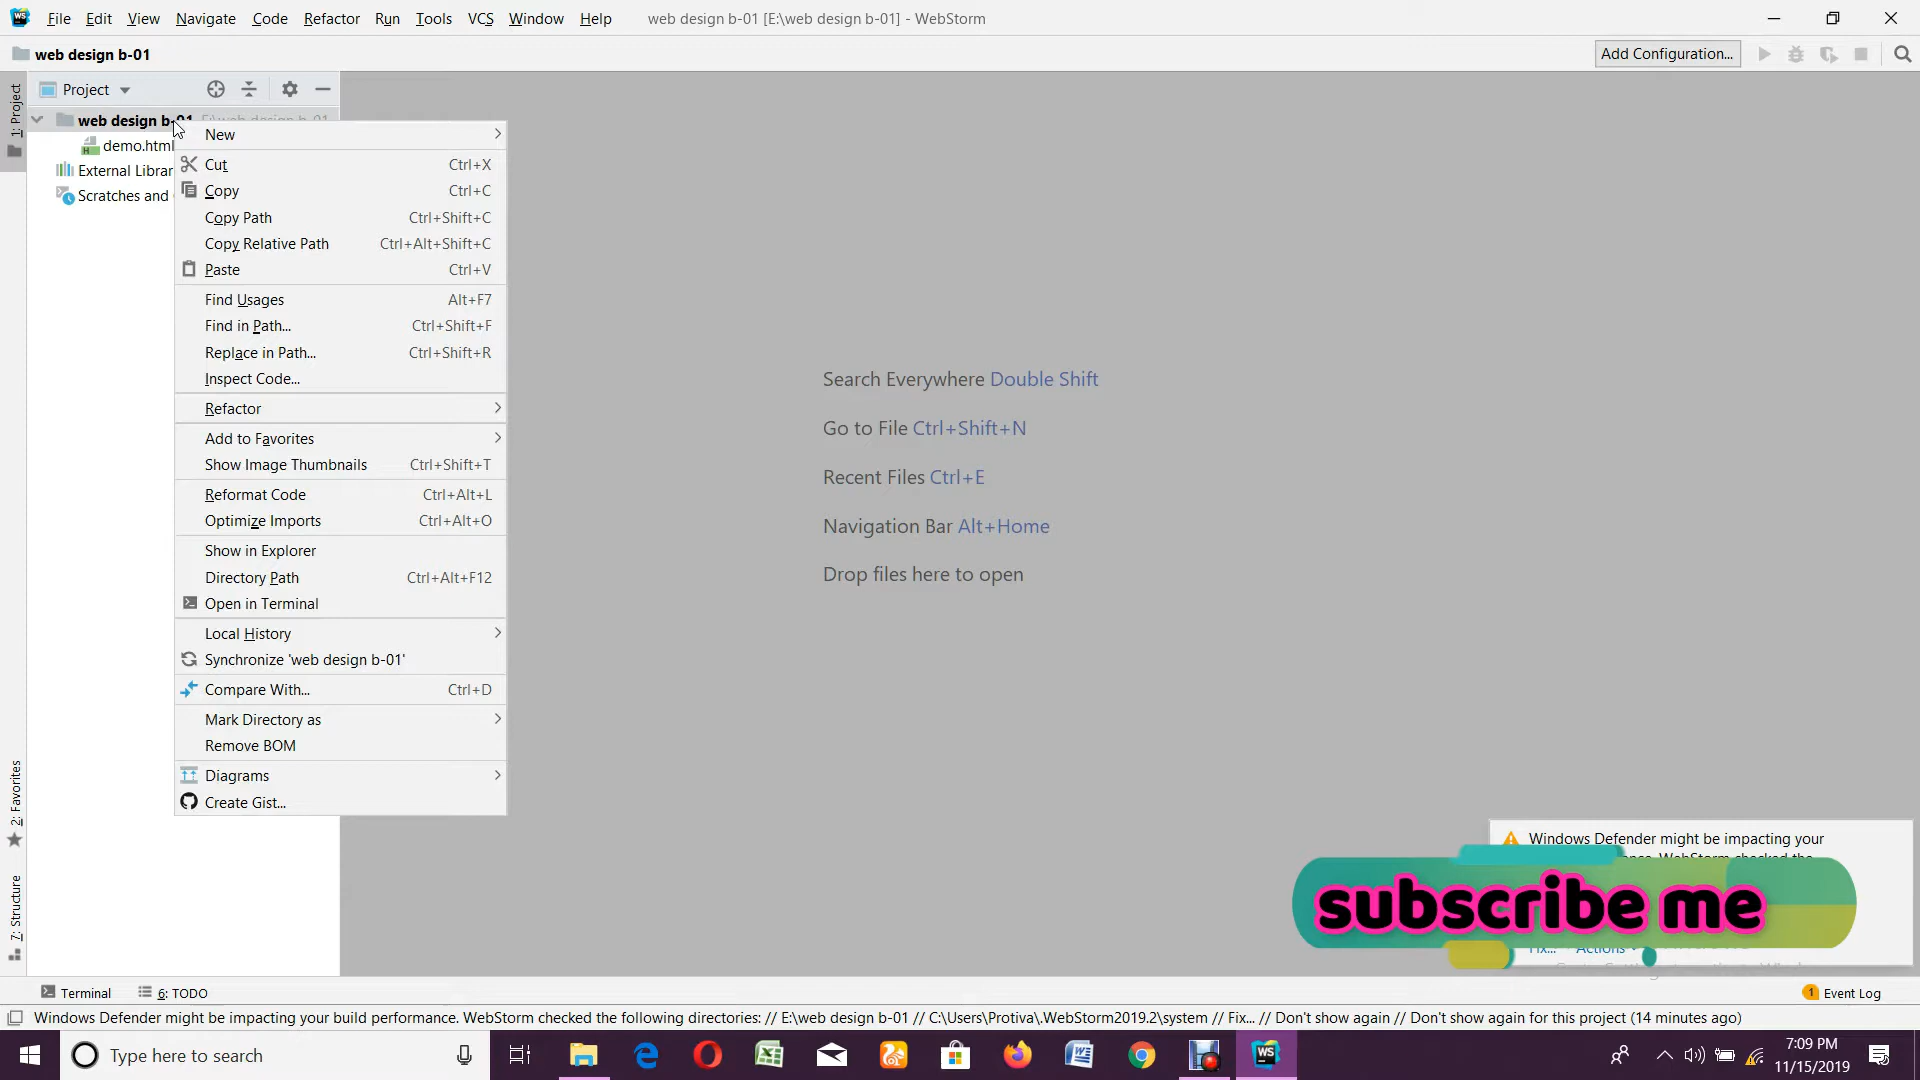 WS File Edit View Navigate Code Refactor Run Tools VCS Window Help web design b-01 [E:\web design b-01] - WebStorm
web design b-01
Add Configuration...
1: Project
Project
web design b-01 E:\web design b-01
demo.html
External Librar
Scratches and
New
Cut Ctrl+X
Copy Ctrl+C
Copy Path Ctrl+Shift+C
Copy Relative Path Ctrl+Alt+Shift+C
Paste Ctrl+V
Find Usages Alt+F7
Find in Path... Ctrl+Shift+F
Replace in Path... Ctrl+Shift+R
Inspect Code...
Refactor
Add to Favorites
Show Image Thumbnails Ctrl+Shift+T
Reformat Code Ctrl+Alt+L
Optimize Imports Ctrl+Alt+O
Show in Explorer
Directory Path Ctrl+Alt+F12
Open in Terminal
Local History
Synchronize 'web design b-01'
Compare With... Ctrl+D
Mark Directory as
Remove BOM
Diagrams
Create Gist...
Search Everywhere Double Shift
Go to File Ctrl+Shift+N
Recent Files Ctrl+E
Navigation Bar Alt+Home
Drop files here to open
2: Favorites
7: Structure
Windows Defender might be impacting your
subscribe me
Fix... Actions
Terminal 6: TODO
1 Event Log
Windows Defender might be impacting your build performance. WebStorm checked the following directories: // E:\web design b-01 // C:\Users\Protiva\.WebStorm2019.2\system // Fix... // Don't show again // Don't show again for this project (14 minutes ago)
Type here to search
WS
7:09 PM
11/15/2019